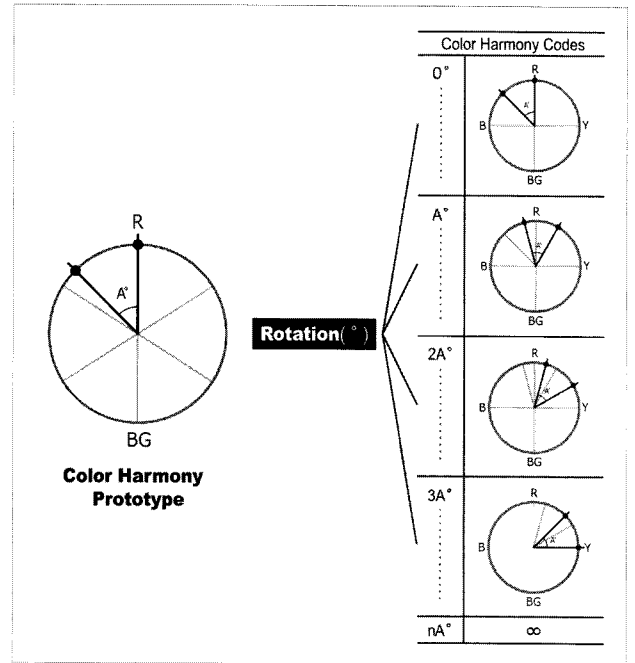 Color Harmony Codes
0°
R
A°
B
Y
BG
A°
R
A°
B
Y
BG
2A°
R
A°
B
Y
BG
3A°
R
A°
B
Y
BG
nA°
∞
R
A°
BG
Color Harmony
Prototype
Rotation(°)